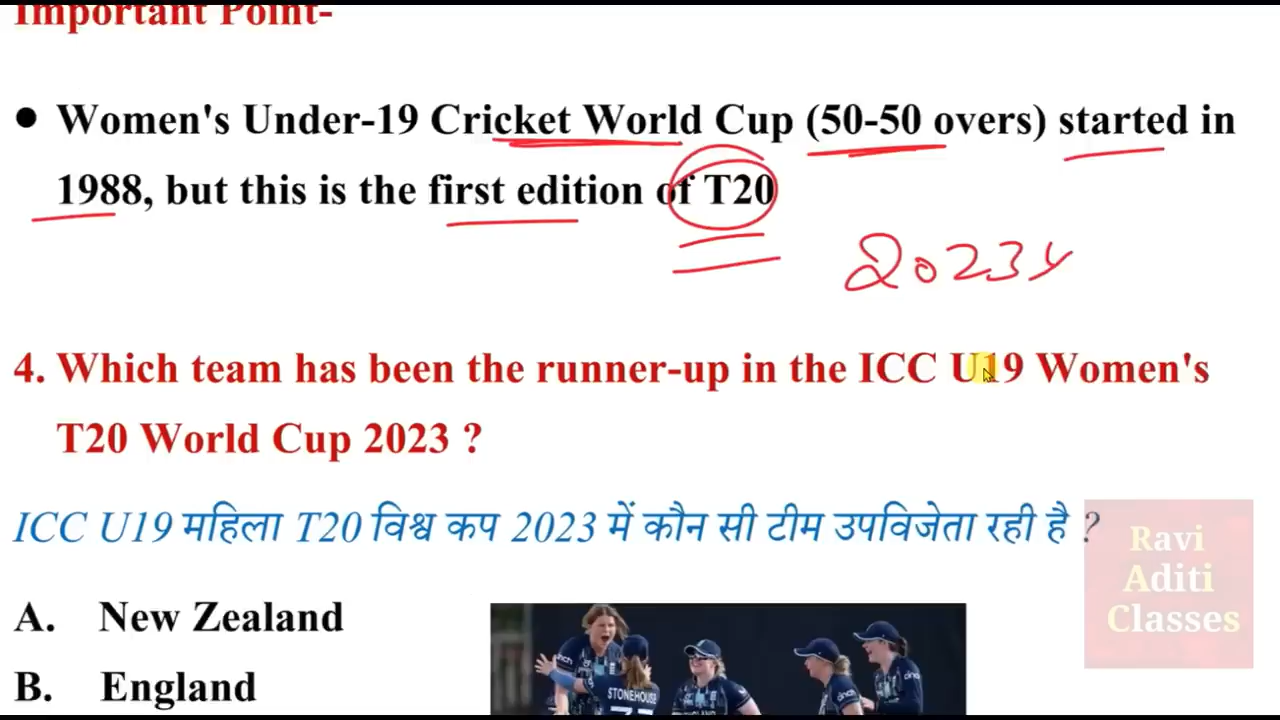 Important Point-
● Women's Under-19 Cricket World Cup (50-50 overs) started in
1988, but this is the first edition of T20
2023
4. Which team has been the runner-up in the ICC U19 Women's
T20 World Cup 2023 ?
ICC U19 महिला T20 विश्व कप 2023 में कौन सी टीम उपविजेता रही है ?
Ravi
Aditi
Classes
A. New Zealand
B. England
STONEHOUSE